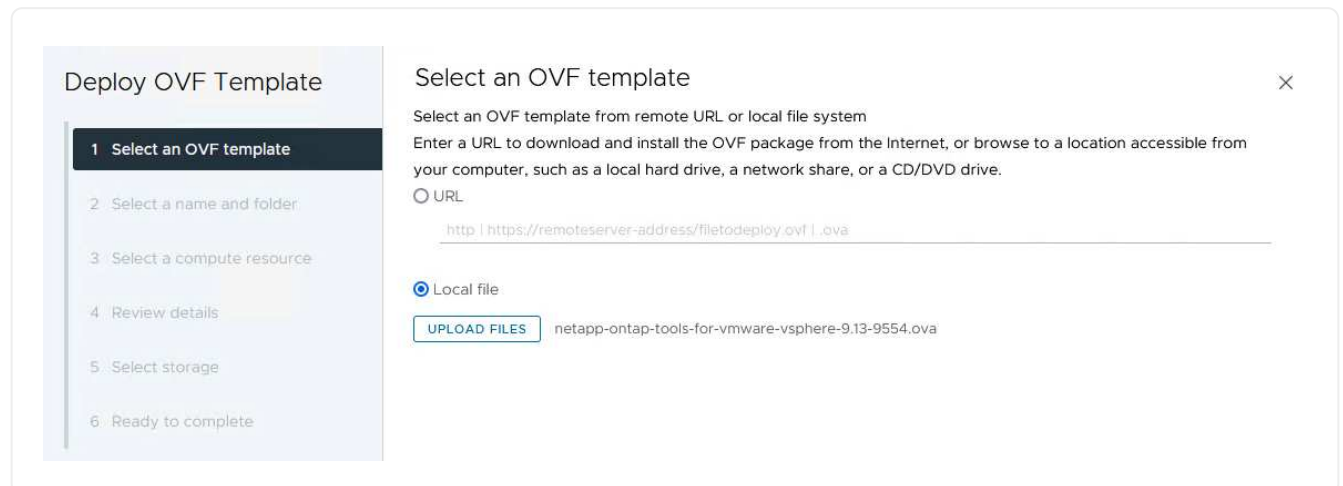 Deploy OVF Template
1 Select an OVF template
2 Select a name and folder
3 Select a compute resource
4 Review details
5 Select storage
6 Ready to complete
Select an OVF template
Select an OVF template from remote URL or local file system
Enter a URL to download and install the OVF package from the Internet, or browse to a location accessible from
your computer, such as a local hard drive, a network share, or a CD/DVD drive.
URL
http | https://remoteserver-address/filetodeploy.ovf | .ova
Local file
UPLOAD FILES netapp-ontap-tools-for-vmware-vsphere-9.13-9554.ova